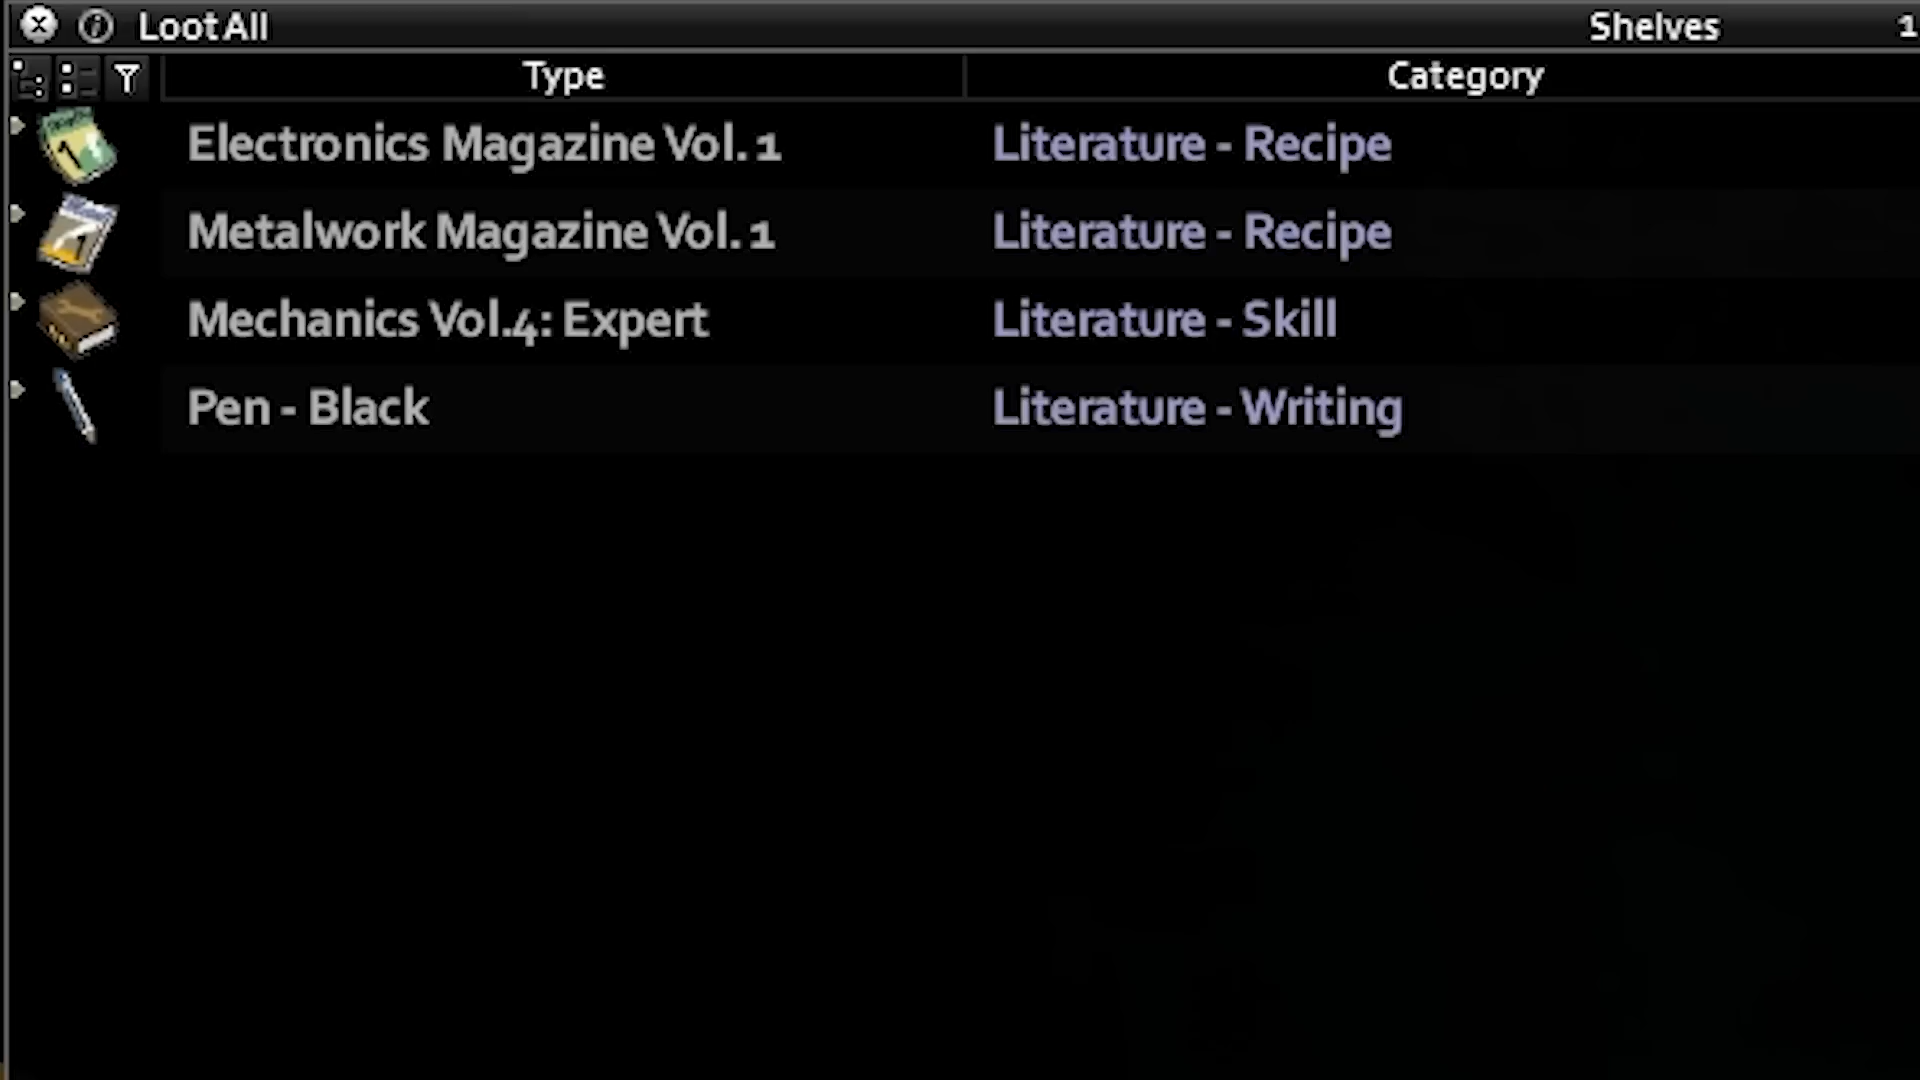 Loot All Shelves 1
Type Category
Electronics Magazine Vol. 1 Literature - Recipe
Metalwork Magazine Vol. 1 Literature - Recipe
Mechanics Vol.4: Expert Literature - Skill
Pen - Black Literature - Writing